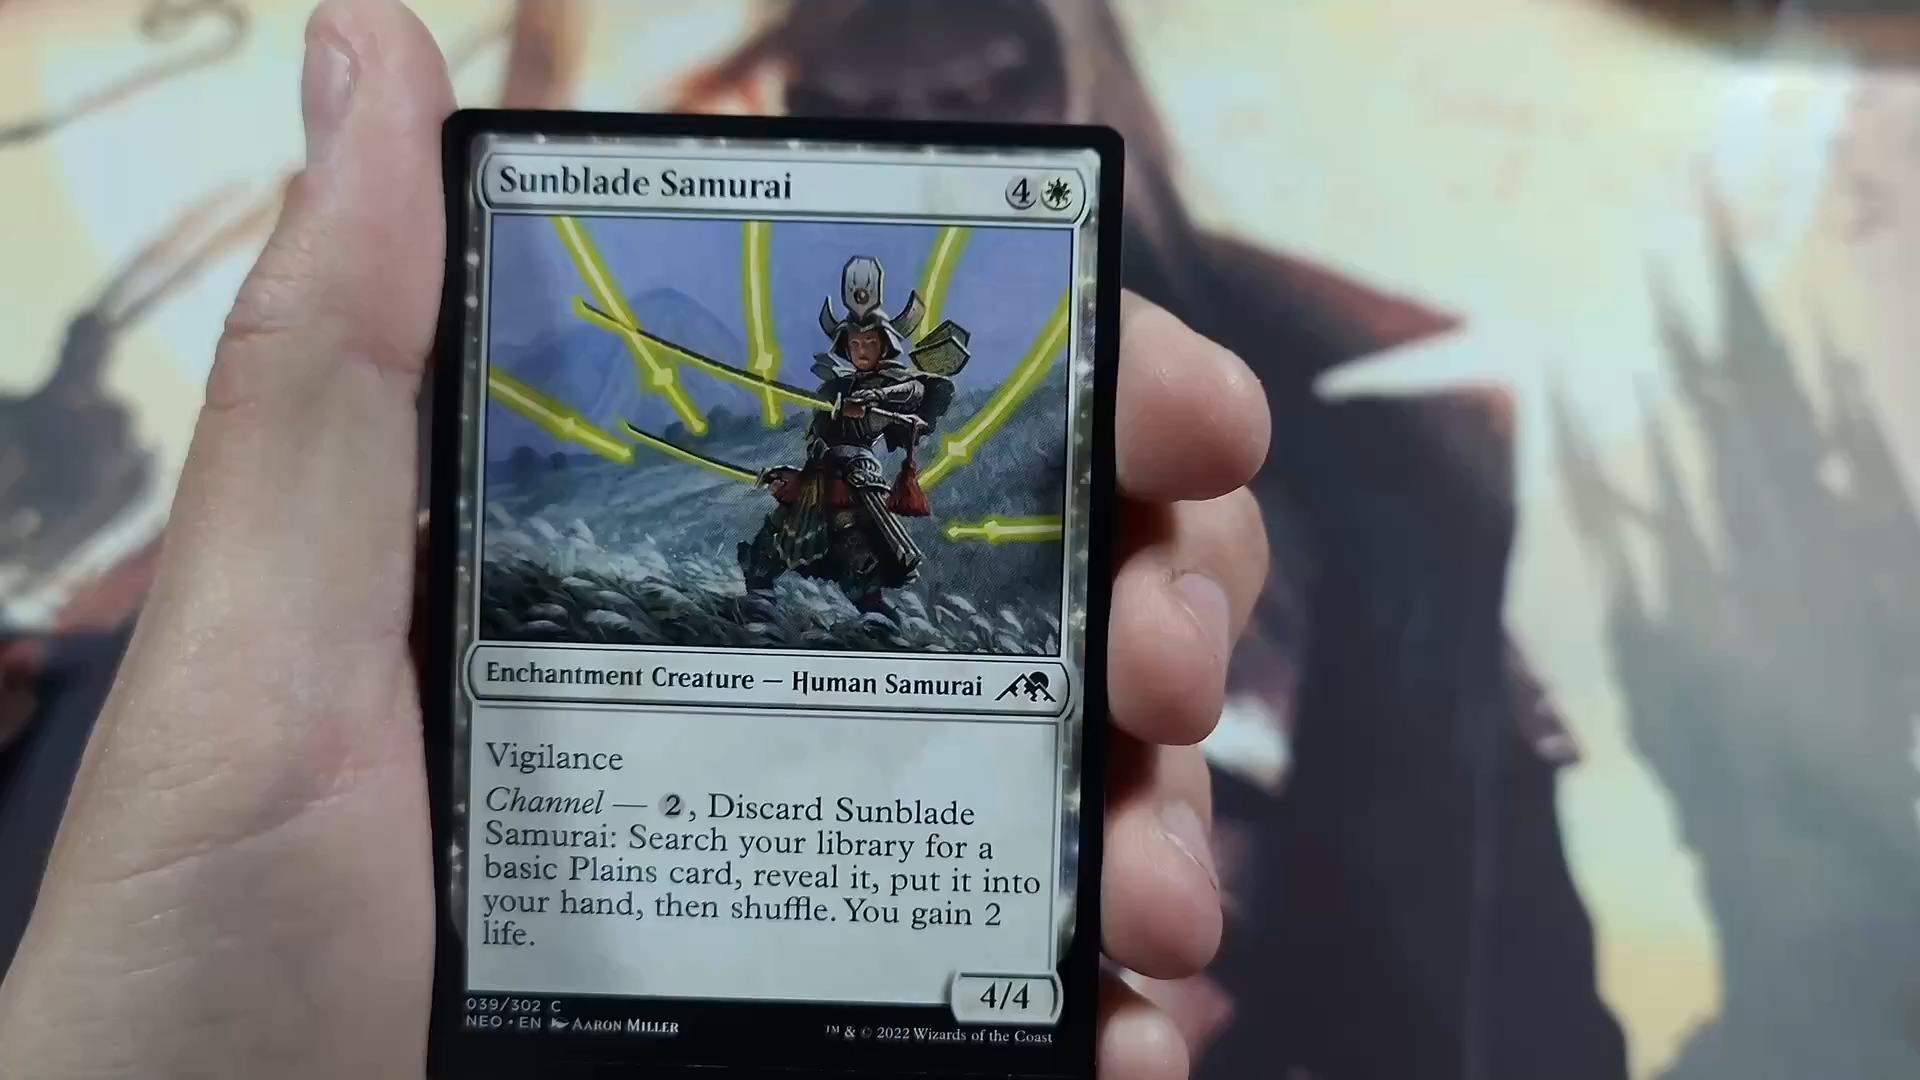 Sunblade Samurai 4
Enchantment Creature — Human Samurai
Vigilance
Channel — 2, Discard Sunblade
Samurai: Search your library for a
basic Plains card, reveal it, put it into
your hand, then shuffle. You gain 2
life.
4/4
039/302 C
NEO • EN Aaron Miller
™ & © 2022 Wizards of the Coast